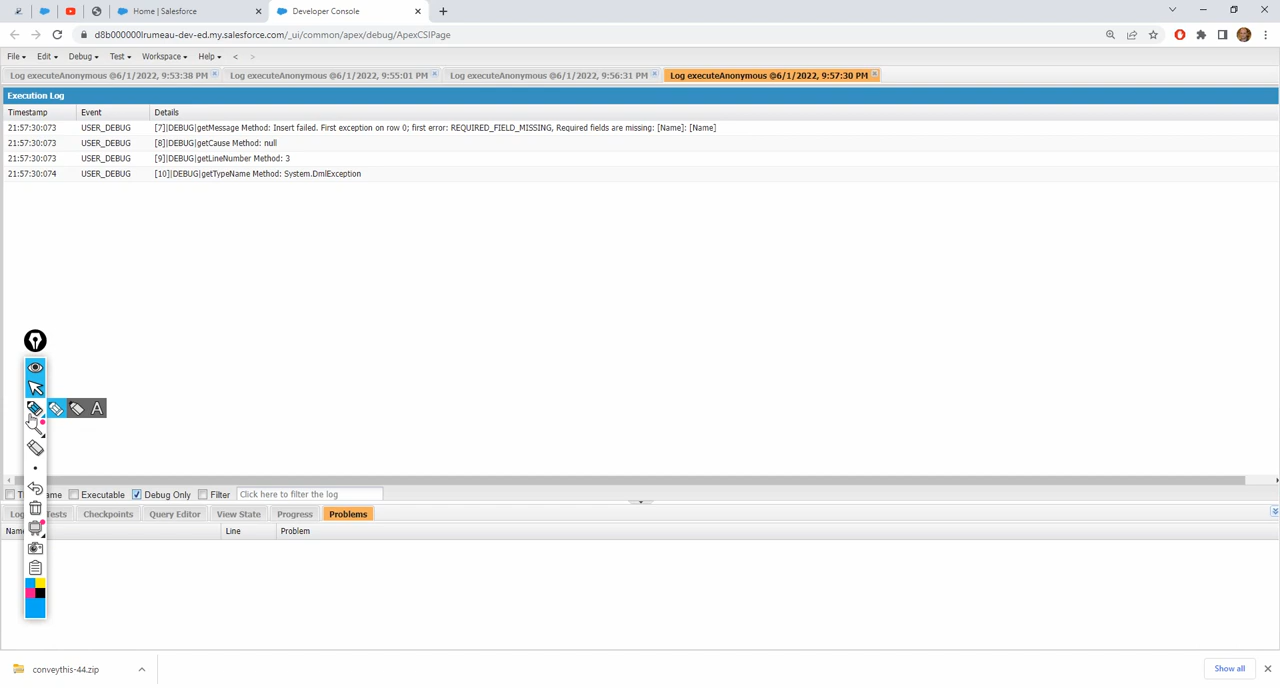 Home | Salesforce
Developer Console
d8b000000lrumeau-dev-ed.my.salesforce.com/_ui/common/apex/debug/ApexCSIPage
File Edit Debug Test Workspace Help < >
Log executeAnonymous @6/1/2022, 9:53:38 PM Log executeAnonymous @6/1/2022, 9:55:01 PM Log executeAnonymous @6/1/2022, 9:56:31 PM Log executeAnonymous @6/1/2022, 9:57:30 PM
Execution Log
Timestamp Event Details
21:57:30:073 USER_DEBUG [7]|DEBUG|getMessage Method: Insert failed. First exception on row 0; first error: REQUIRED_FIELD_MISSING, Required fields are missing: [Name]: [Name]
21:57:30:073 USER_DEBUG [8]|DEBUG|getCause Method: null
21:57:30:073 USER_DEBUG [9]|DEBUG|getLineNumber Method: 3
21:57:30:074 USER_DEBUG [10]|DEBUG|getTypeName Method: System.DmlException
A
Executable Debug Only Filter Click here to filter the log
Tests Checkpoints Query Editor View State Progress Problems
Name Line Problem
conveythis-44.zip
Show all